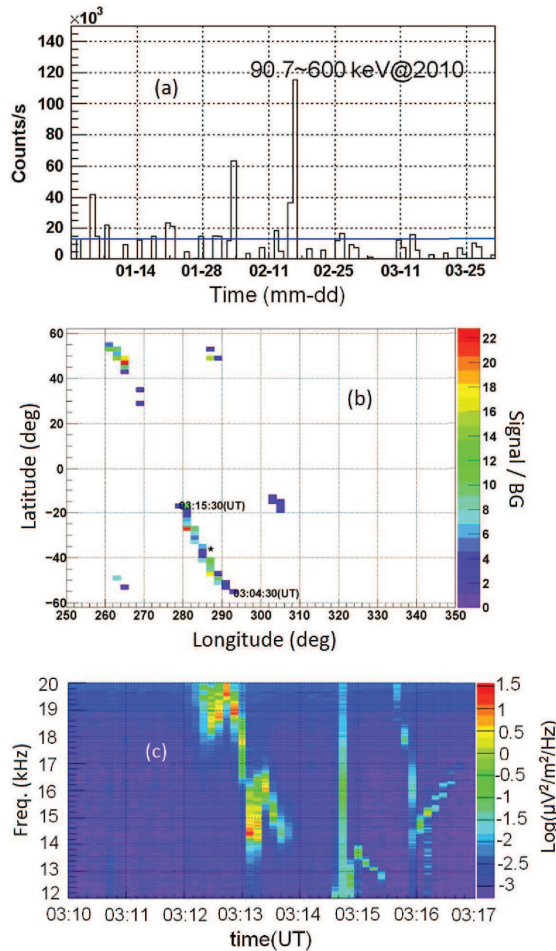 ×10³
140
120
100
80
60
40
20
0
Counts/s
(a)
90.7~600 keV@2010
01-14 01-28 02-11 02-25 03-11 03-25
Time (mm-dd)
60
40
20
0
−20
−40
−60
Latitude (deg)
(b)
03:15:30(UT)
03:04:30(UT)
250 260 270 280 290 300 310 320 330 340 350
Longitude (deg)
22
20
18
16
14
12
10
8
6
4
2
0
Signal / BG
20
19
18
17
16
15
14
13
12
Freq. (kHz)
(c)
03:10 03:11 03:12 03:13 03:14 03:15 03:16 03:17
time(UT)
1.5
1
0.5
0
-0.5
-1
-1.5
-2
-2.5
-3
log(uV²/m²/Hz)